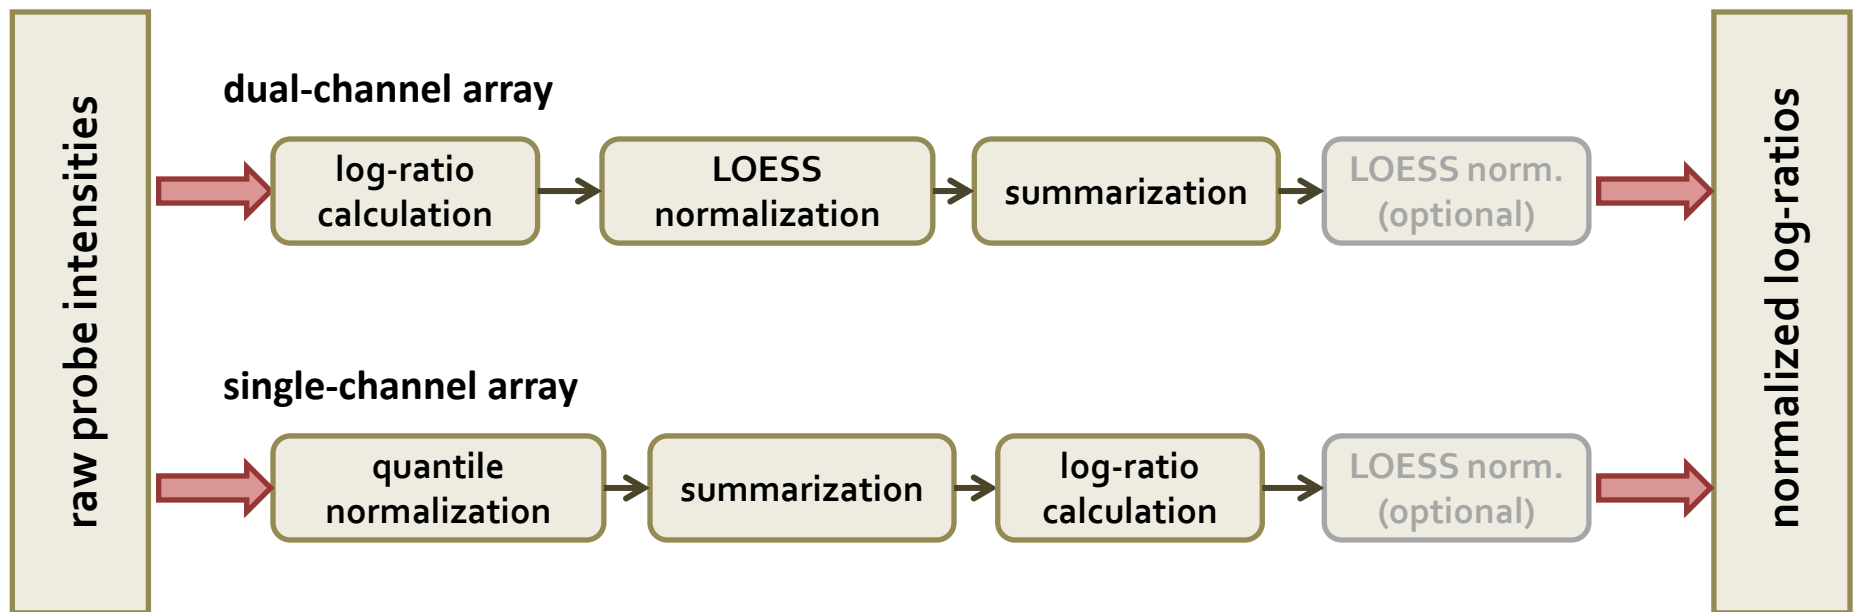 raw probe intensities
dual-channel array
log-ratio
calculation
LOESS
normalization
summarization
LOESS norm.
(optional)
single-channel array
quantile
normalization
summarization
log-ratio
calculation
LOESS norm.
(optional)
normalized log-ratios